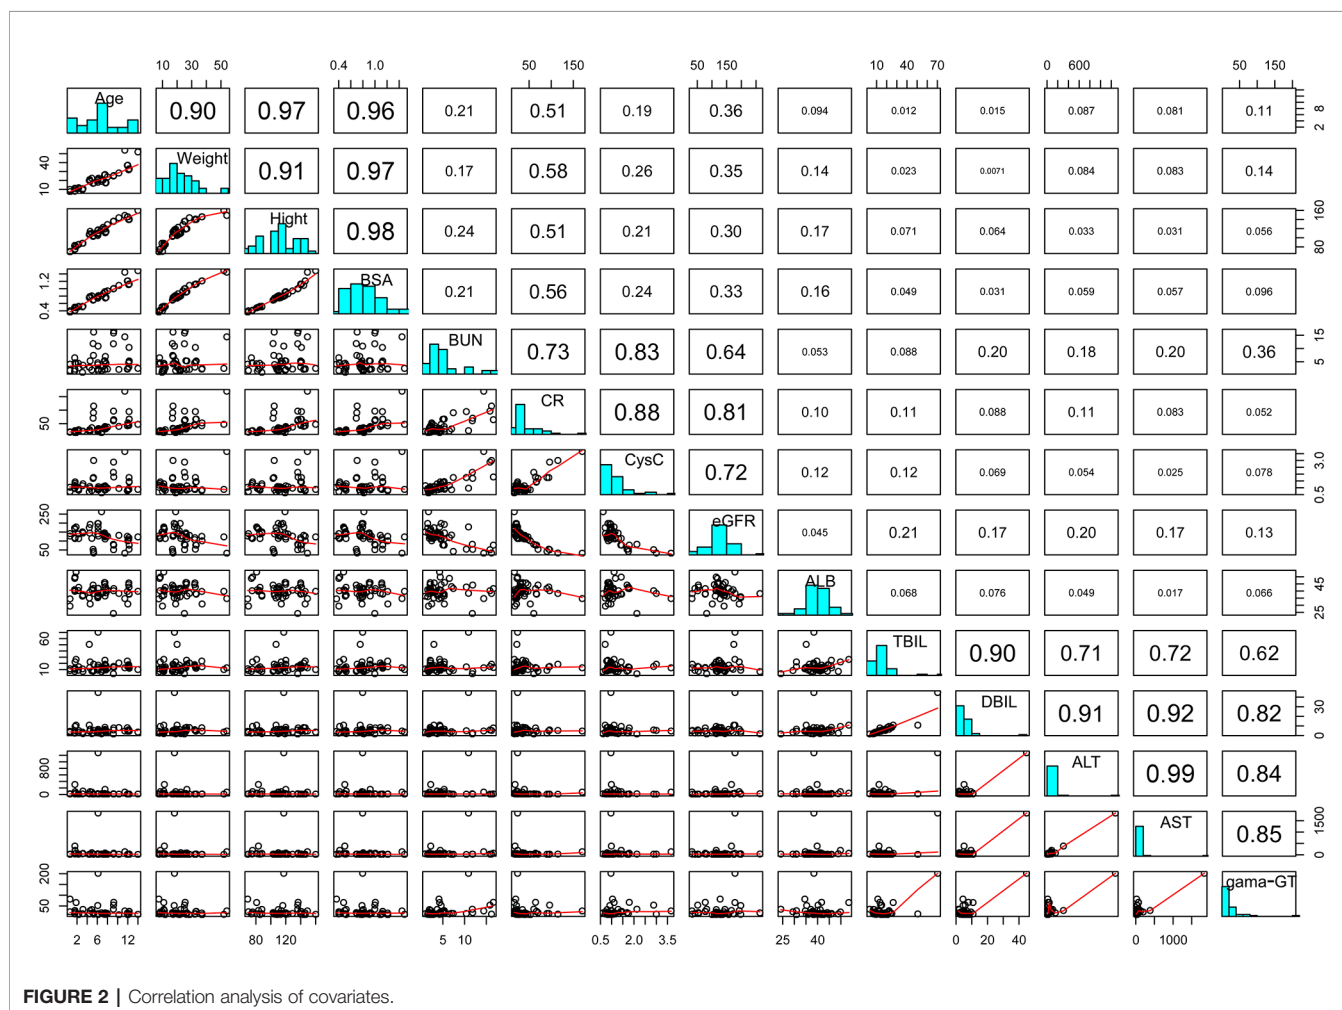 10 30 50 0.4 1.0 50 150 50 150 10 40 70 0 600 50 150
Age 0.90 0.97 0.96 0.21 0.51 0.19 0.36 0.094 0.012 0.015 0.087 0.081 0.11 2 8
10 40 Weight 0.91 0.97 0.17 0.58 0.26 0.35 0.14 0.023 0.0071 0.084 0.083 0.14
Hight 0.98 0.24 0.51 0.21 0.30 0.17 0.071 0.064 0.033 0.031 0.056 80 160
0.4 1.2 BSA 0.21 0.56 0.24 0.33 0.16 0.049 0.031 0.059 0.057 0.096
BUN 0.73 0.83 0.64 0.053 0.088 0.20 0.18 0.20 0.36 5 15
50 CR 0.88 0.81 0.10 0.11 0.088 0.11 0.083 0.052
CysC 0.72 0.12 0.12 0.069 0.054 0.025 0.078 0.5 3.0
50 250 eGFR 0.045 0.21 0.17 0.20 0.17 0.13
ALB 0.068 0.076 0.049 0.017 0.066 25 45
10 60 TBIL 0.90 0.71 0.72 0.62
DBIL 0.91 0.92 0.82 0 30
0 800 ALT 0.99 0.84
AST 0.85 0 1500
50 200 gama-GT
2 6 12 80 120 5 10 0.5 2.0 3.5 25 40 0 20 40 0 1000
FIGURE 2 | Correlation analysis of covariates.